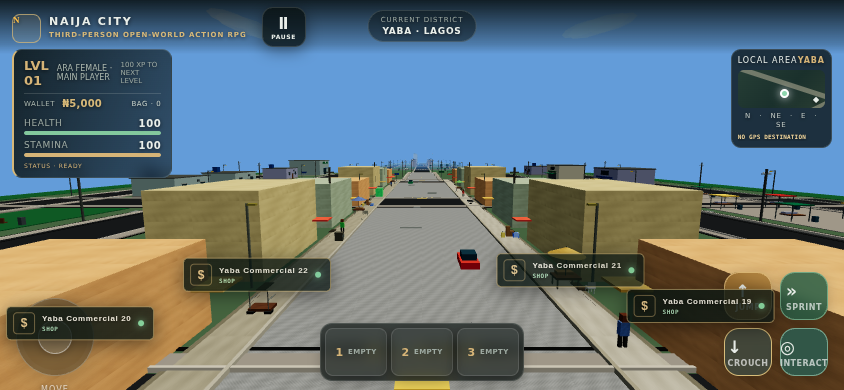 N
NAIJA CITY
THIRD-PERSON OPEN-WORLD ACTION RPG
PAUSE
CURRENT DISTRICT
YABA · LAGOS
LVL 01
ARA FEMALE · MAIN PLAYER
100 XP TO NEXT LEVEL
WALLET ₦5,000
BAG · 0
HEALTH 100
STAMINA 100
STATUS · READY
LOCAL AREA YABA
N · NE · E · SE
NO GPS DESTINATION
$ Yaba Commercial 22
SHOP
$ Yaba Commercial 21
SHOP
$ Yaba Commercial 19
SHOP
$ Yaba Commercial 20
SHOP
SPRINT
1 EMPTY
2 EMPTY
3 EMPTY
CROUCH
INTERACT
MOVE